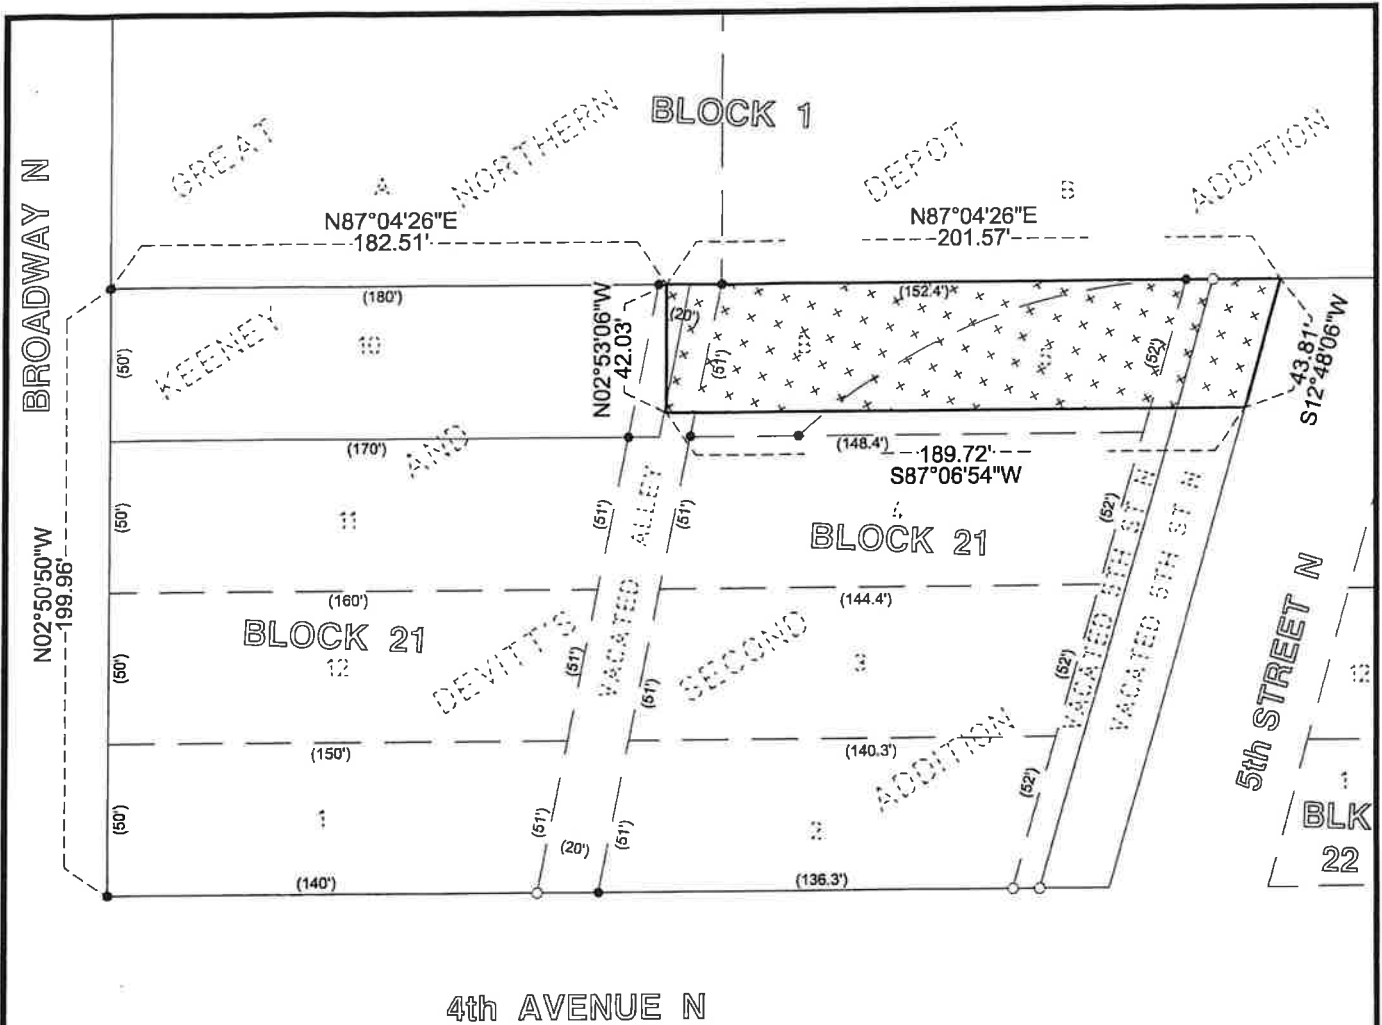 BLOCK 1
GREAT NORTHERN DEPOT ADDITION
A
B
N87°04'26"E
182.51'
N87°04'26"E
201.57'
BROADWAY N
(180')
(152.4')
(20')
KEENEY
10
(50')
N02°53'06"W
42.03'
(51')
(52')
43.81'
S12°48'06"W
(170')
AND
(148.4')
189.72'
S87°06'54"W
11
(50')
(51')
VACATED ALLEY
(51')
4
BLOCK 21
(52')
VACATED 5TH ST N
VACATED 5TH ST N
N02°50'50"W
199.96'
(160')
(144.4')
BLOCK 21
12
(50')
DEVITT'S
(51')
(51')
SECOND
3
(52')
5th STREET N
(150')
(140.3')
ADDITION
1
(50')
(51')
(20')
(51')
2
(52')
12
1
BLK
22
(140')
(136.3')
4th AVENUE N